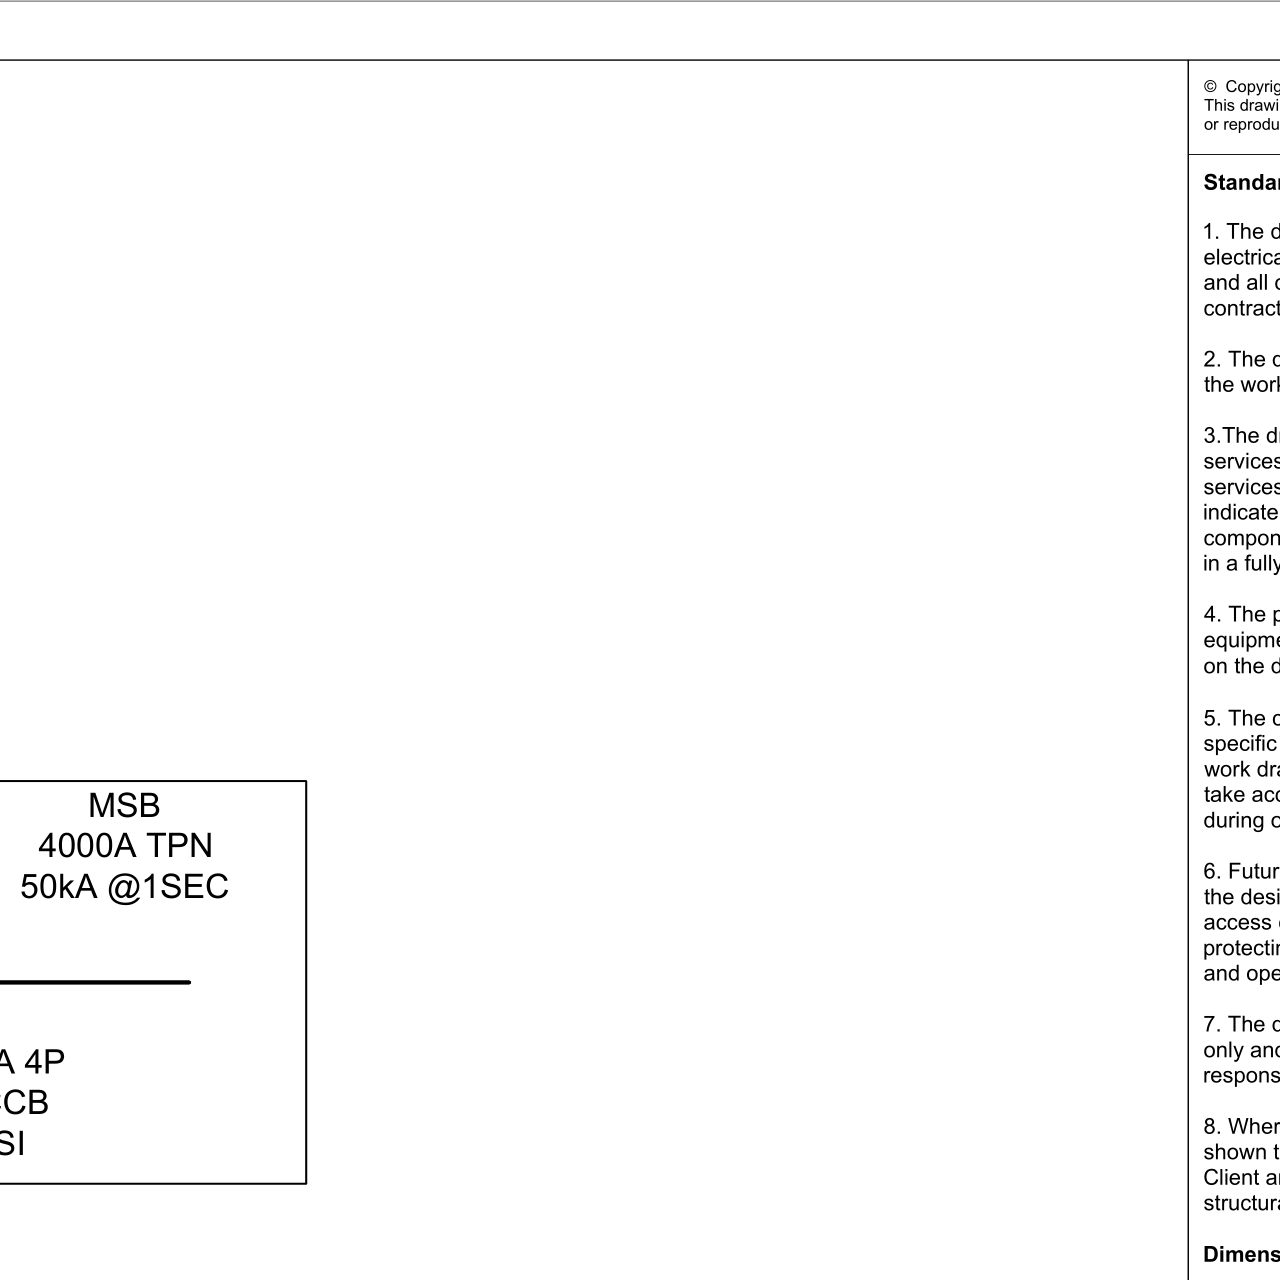 MSB
4000A TPN
50kA @1SEC
A 4P
CB
SI
© Copyrig
This drawi
or reprodu
Standar
1. The d
electrica
and all
contract
2. The
the work
3.The dr
services
services
indicate
compon
in a fully
4. The p
equipme
on the d
5. The
specific
work dra
take acc
during
6. Futur
the desi
access
protectin
and ope
7. The
only and
respons
8. Wher
shown t
Client an
structura
Dimens